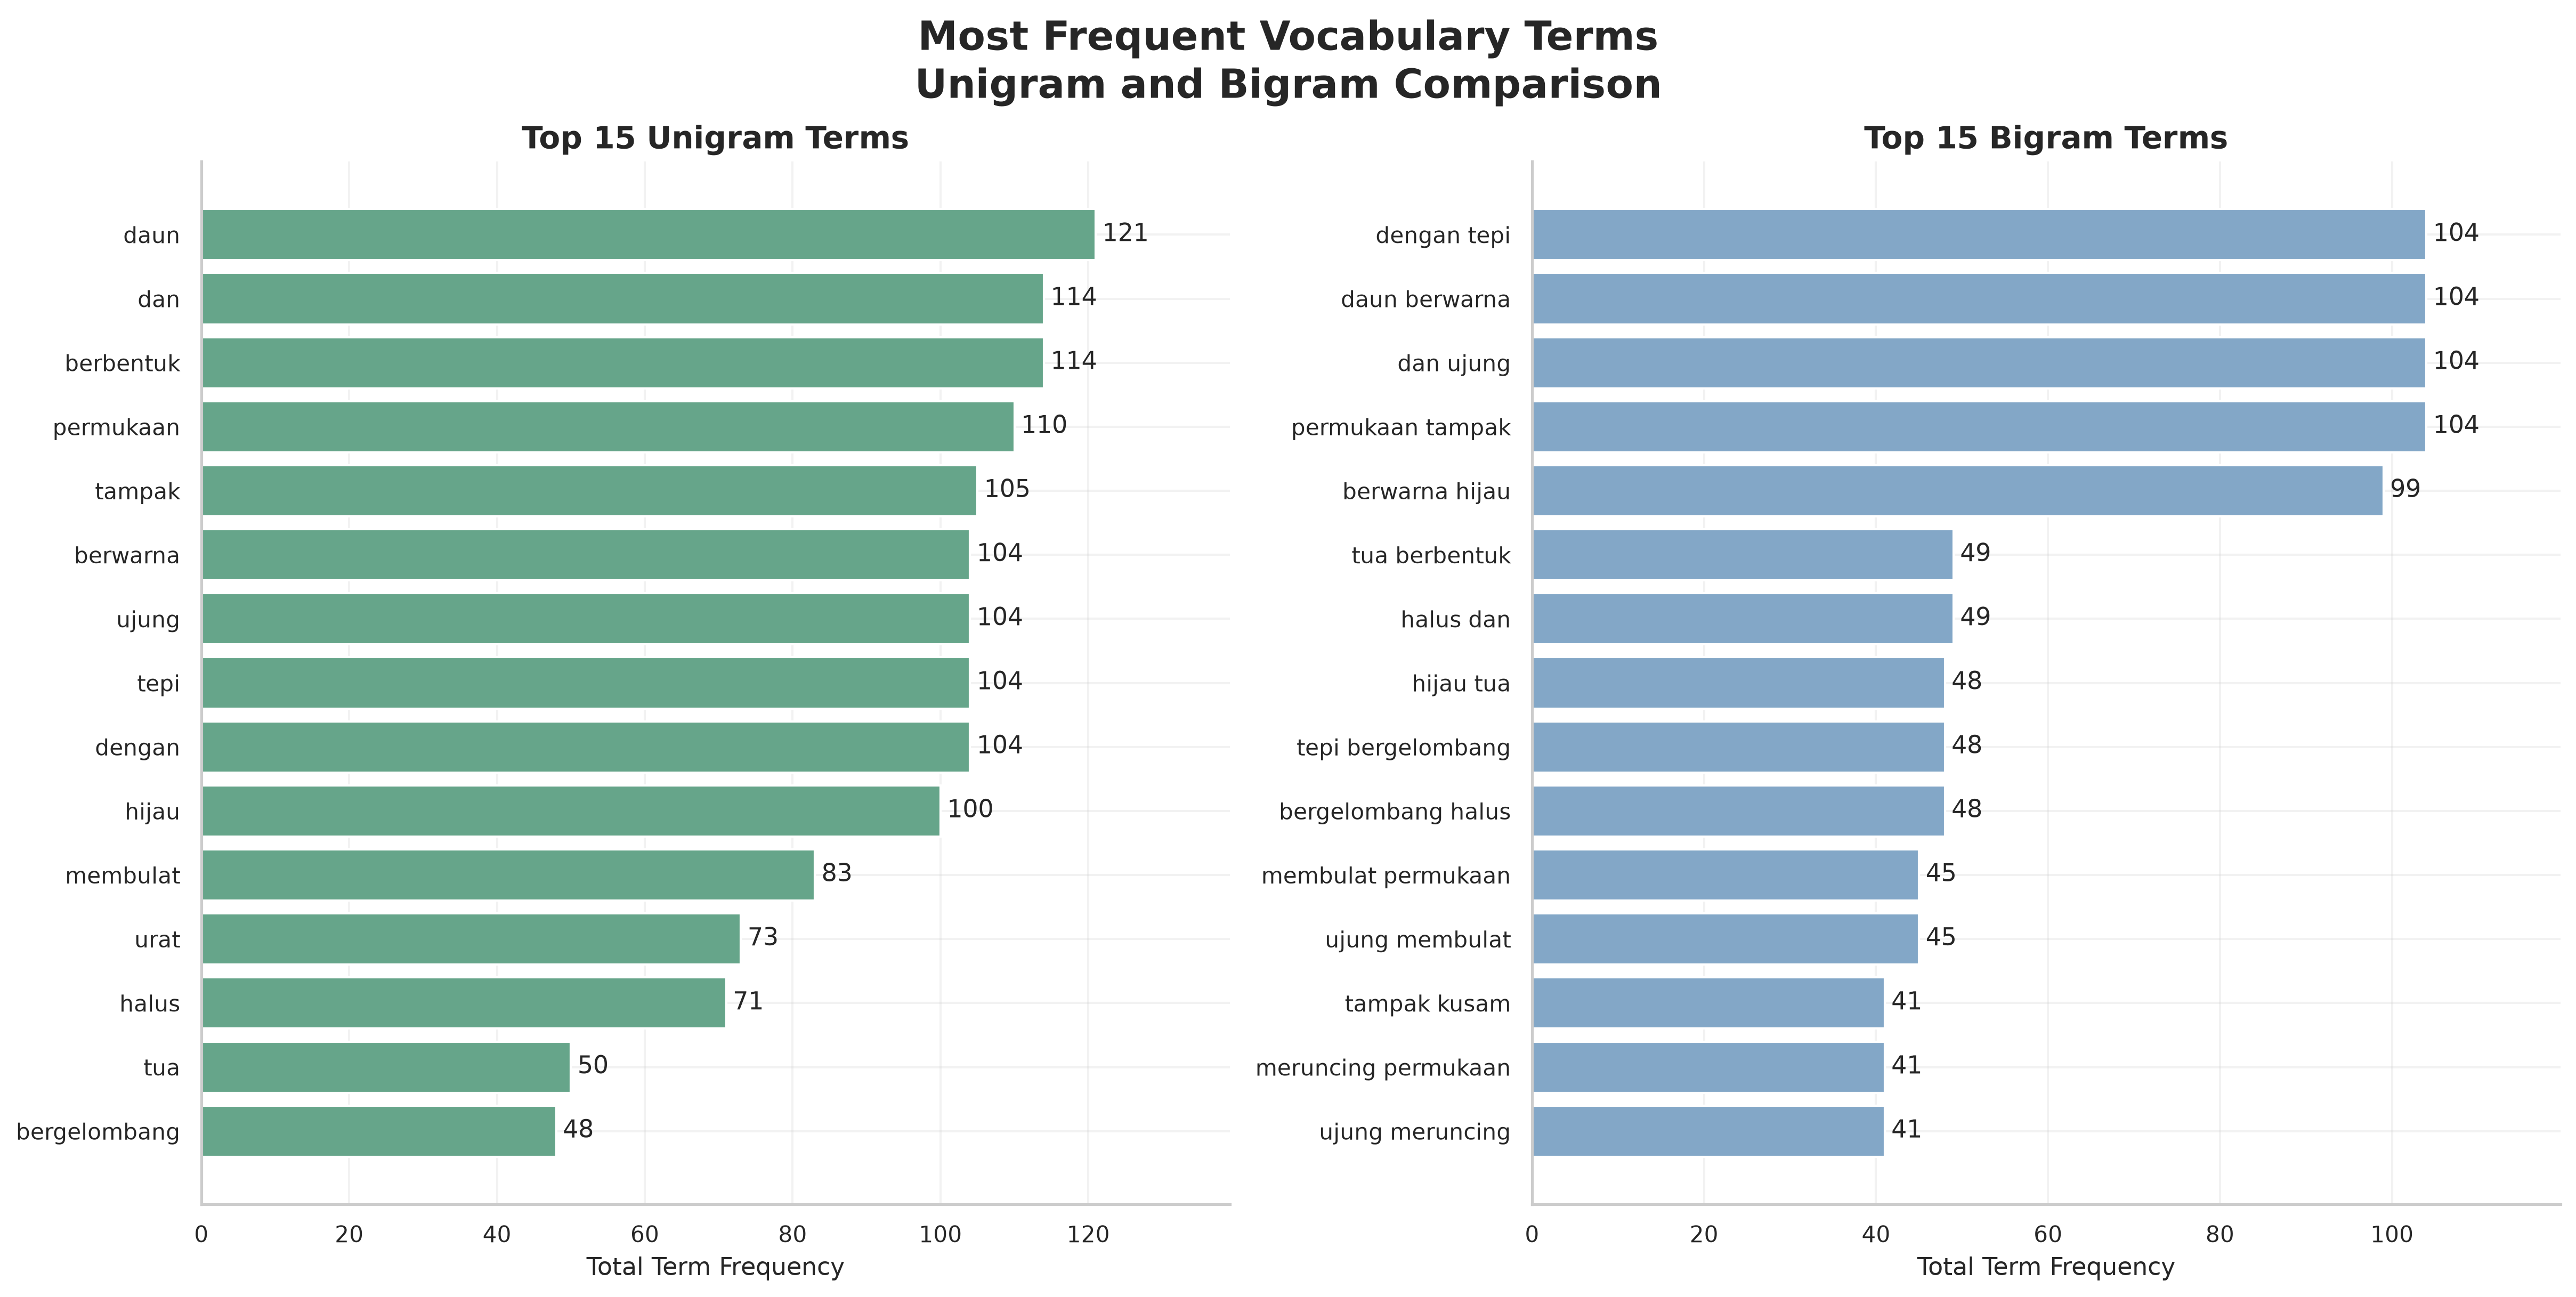 Most Frequent Vocabulary Terms
Unigram and Bigram Comparison
Top 15 Unigram Terms
daun 121
dan 114
berbentuk 114
permukaan 110
tampak 105
berwarna 104
ujung 104
tepi 104
dengan 104
hijau 100
membulat 83
urat 73
halus 71
tua 50
bergelombang 48
0 20 40 60 80 100 120
Total Term Frequency
Top 15 Bigram Terms
dengan tepi 104
daun berwarna 104
dan ujung 104
permukaan tampak 104
berwarna hijau 99
tua berbentuk 49
halus dan 49
hijau tua 48
tepi bergelombang 48
bergelombang halus 48
membulat permukaan 45
ujung membulat 45
tampak kusam 41
meruncing permukaan 41
ujung meruncing 41
0 20 40 60 80 100
Total Term Frequency